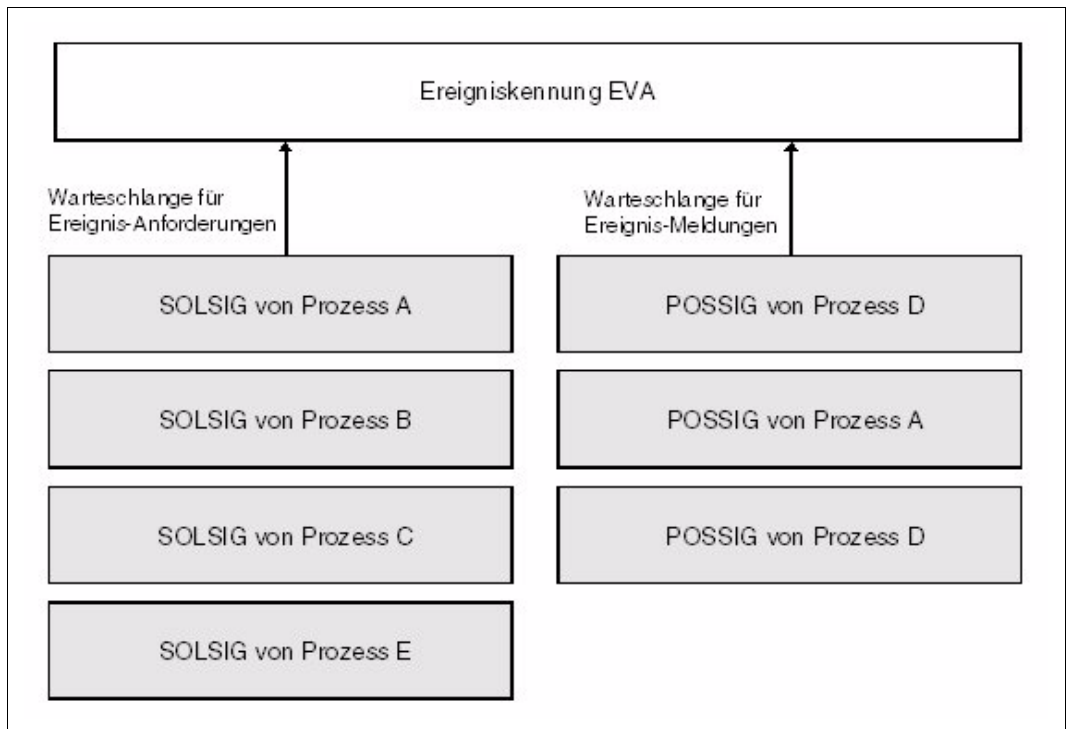 Ereigniskennung EVA
Warteschlange für
Ereignis-Anforderungen
Warteschlange für
Ereignis-Meldungen
SOLSIG von Prozess A
POSSIG von Prozess D
SOLSIG von Prozess B
POSSIG von Prozess A
SOLSIG von Prozess C
POSSIG von Prozess D
SOLSIG von Prozess E